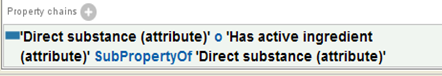 Property chains
'Direct substance (attribute)' o 'Has active ingredient
(attribute)' SubPropertyOf 'Direct substance (attribute)'